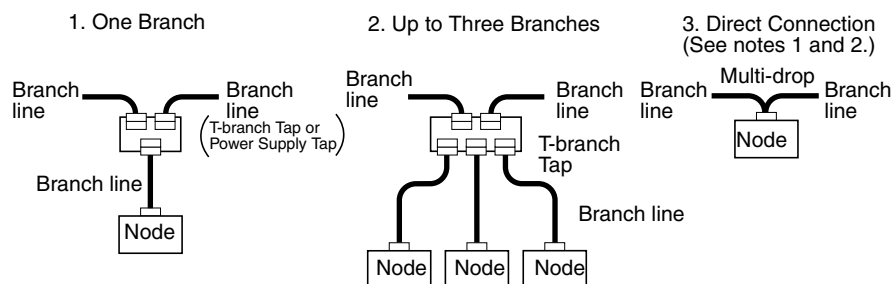 1. One Branch
Branch
line
Branch
line
(T-branch Tap or
Power Supply Tap)
Branch line
Node
2. Up to Three Branches
Branch
line
Branch
line
T-branch
Tap
Branch line
Node
Node
Node
3. Direct Connection
(See notes 1 and 2.)
Multi-drop
Branch
line
Branch
line
Node